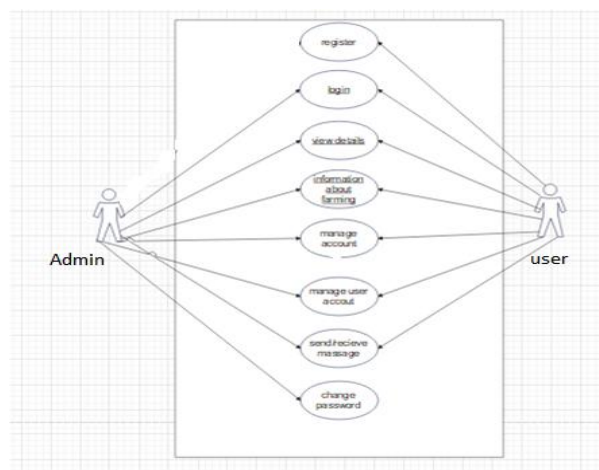 register
login
view details
information
about
farming
manage
account
Admin
user
manage user
accout
send/recieve
massage
change
password